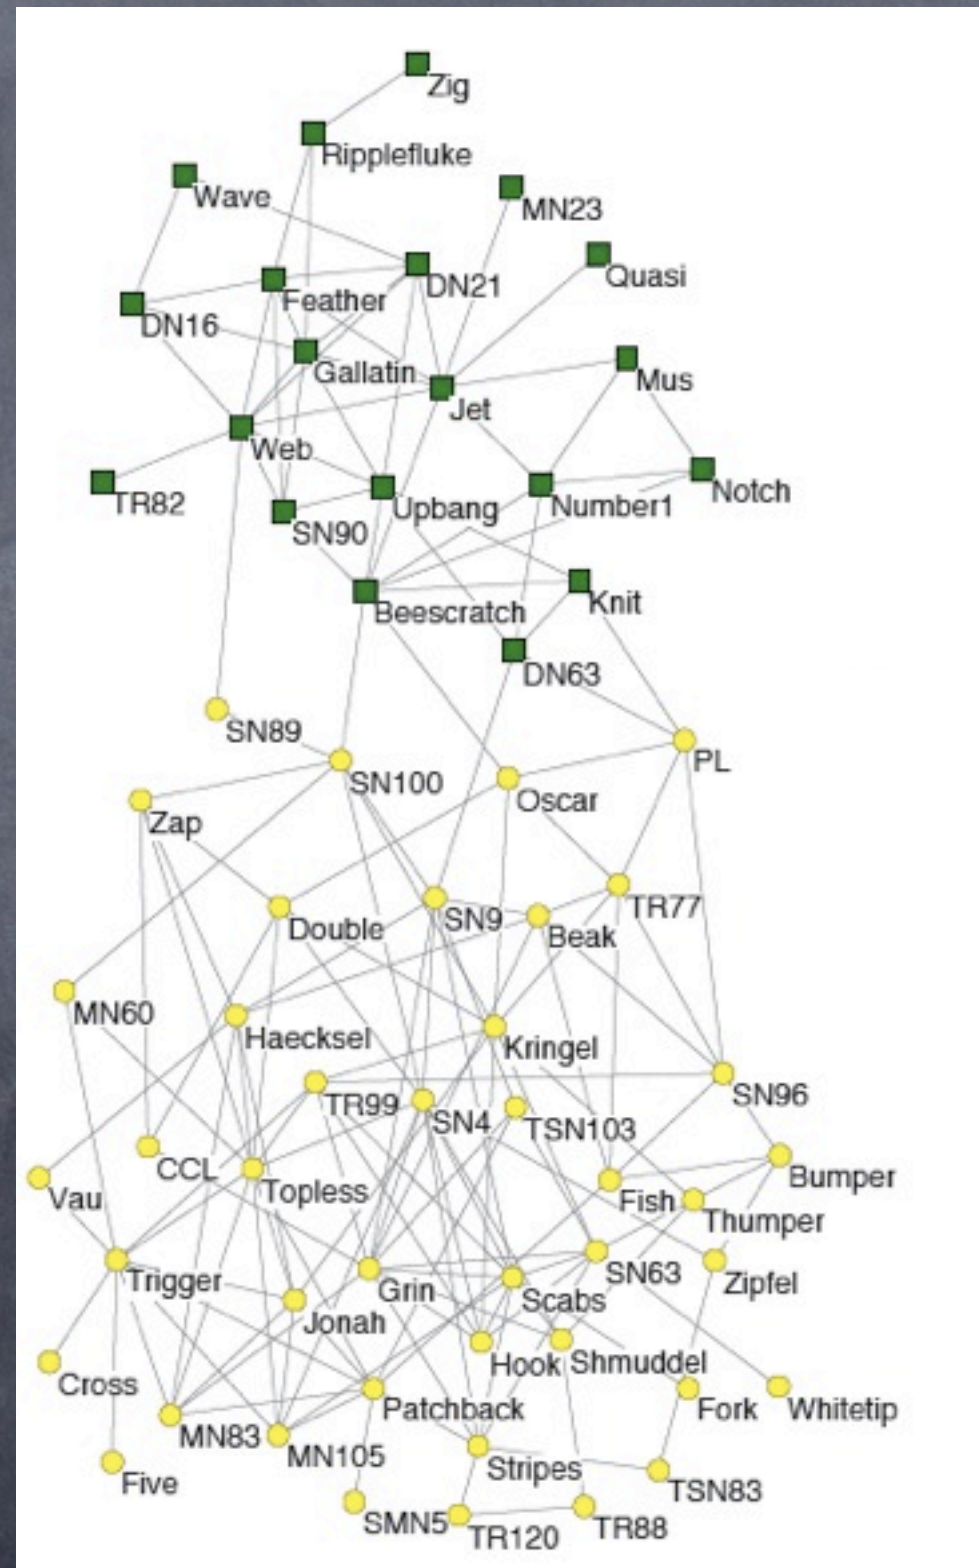 Zig
Ripplefluke
Wave
MN23
Quasi
DN21
Feather
DN16
Gallatin
Mus
Jet
Web
Notch
TR82
Upbang
Number1
SN90
Knit
Beescratch
DN63
SN89
PL
SN100
Oscar
Zap
TR77
SN9
Double
Beak
MN60
Haecksel
Kringel
SN96
TR99
SN4
TSN103
CCL
Bumper
Topless
Vau
Fish
Thumper
Trigger
SN63
Zipfel
Grin
Scabs
Jonah
Hook
Shmuddel
Cross
Patchback
Fork
Whitetip
MN83
MN105
Stripes
Five
TSN83
SMN5
TR120
TR88